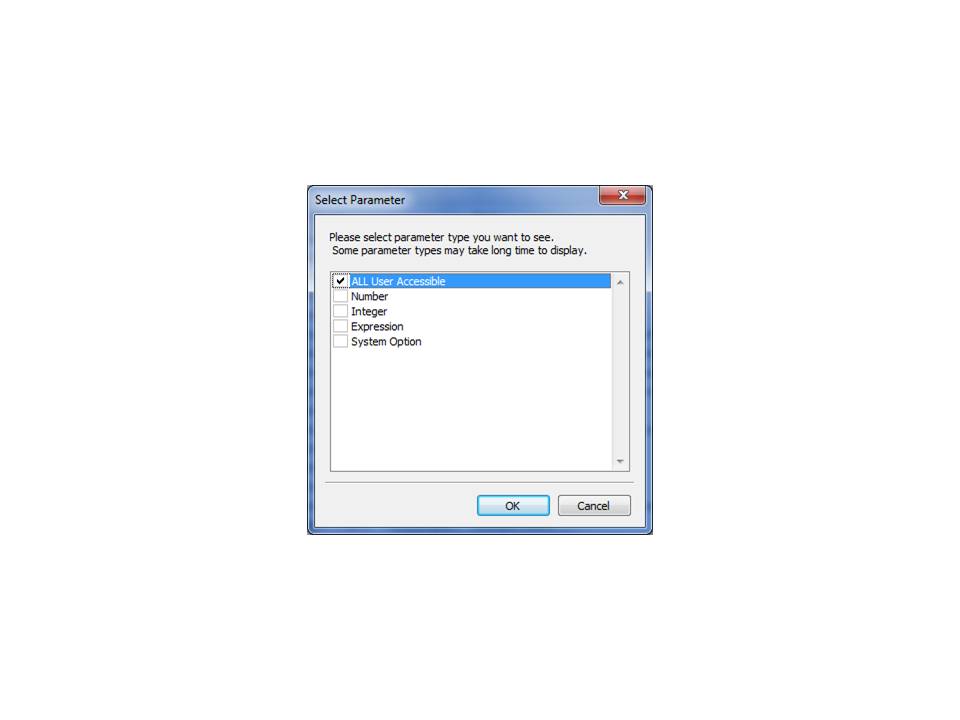 Select Parameter
Please select parameter type you want to see.
Some parameter types may take long time to display.
ALL User Accessible
Number
Integer
Expression
System Option
OK
Cancel